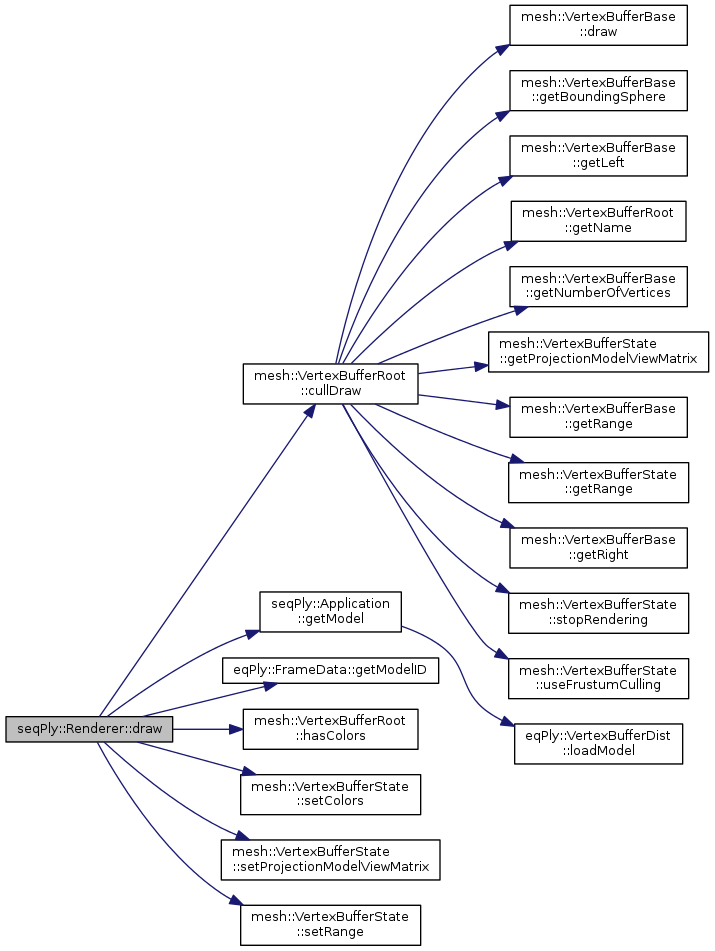 mesh::VertexBufferBase
::draw
mesh::VertexBufferBase
::getBoundingSphere
mesh::VertexBufferBase
::getLeft
mesh::VertexBufferRoot
::getName
mesh::VertexBufferBase
::getNumberOfVertices
mesh::VertexBufferState
::getProjectionModelViewMatrix
mesh::VertexBufferRoot
::cullDraw
mesh::VertexBufferBase
::getRange
mesh::VertexBufferState
::getRange
mesh::VertexBufferBase
::getRight
seqPly::Application
::getModel
mesh::VertexBufferState
::stopRendering
eqPly::FrameData::getModelID
mesh::VertexBufferState
::useFrustumCulling
seqPly::Renderer::draw
mesh::VertexBufferRoot
::hasColors
eqPly::VertexBufferDist
::loadModel
mesh::VertexBufferState
::setColors
mesh::VertexBufferState
::setProjectionModelViewMatrix
mesh::VertexBufferState
::setRange